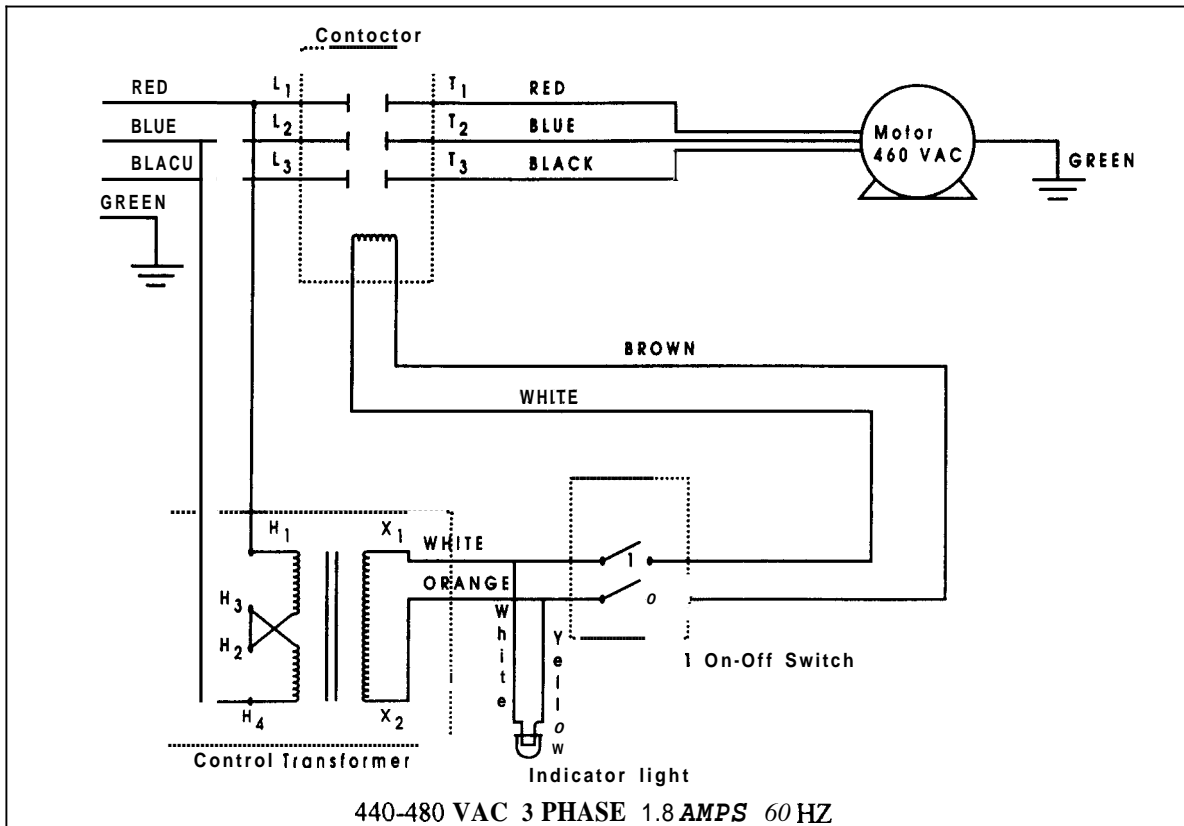 Contoctor
RED
L1
T1
RED
BLUE
L2
T2
BLUE
Motor
460 VAC
BLACU
L3
T3
BLACK
GREEN
GREEN
BROWN
WHITE
H1
X1
WHITE
1
ORANGE
H3
o
H2
White
Yellow
1 On-Off Switch
H4
X2
Control Transformer
Indicator light
440-480 VAC 3 PHASE 1.8 AMPS 60 HZ